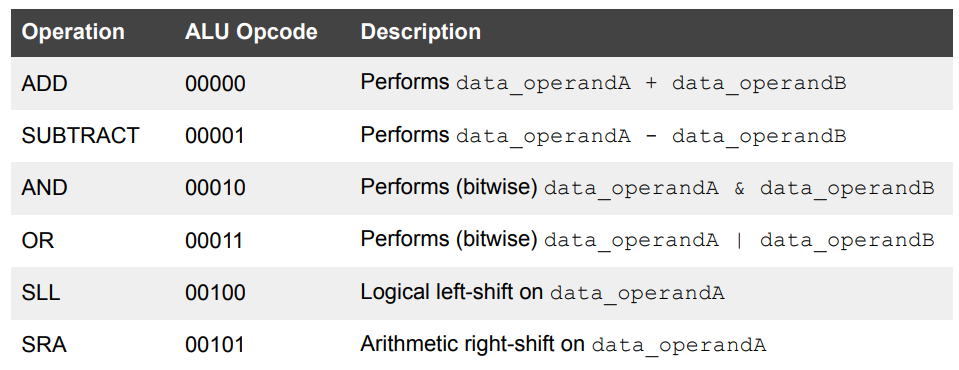 Operation ALU Opcode Description
ADD 00000 Performs data_operandA + data_operandB
SUBTRACT 00001 Performs data_operandA - data_operandB
AND 00010 Performs (bitwise) data_operandA & data_operandB
OR 00011 Performs (bitwise) data_operandA | data_operandB
SLL 00100 Logical left-shift on data_operandA
SRA 00101 Arithmetic right-shift on data_operandA